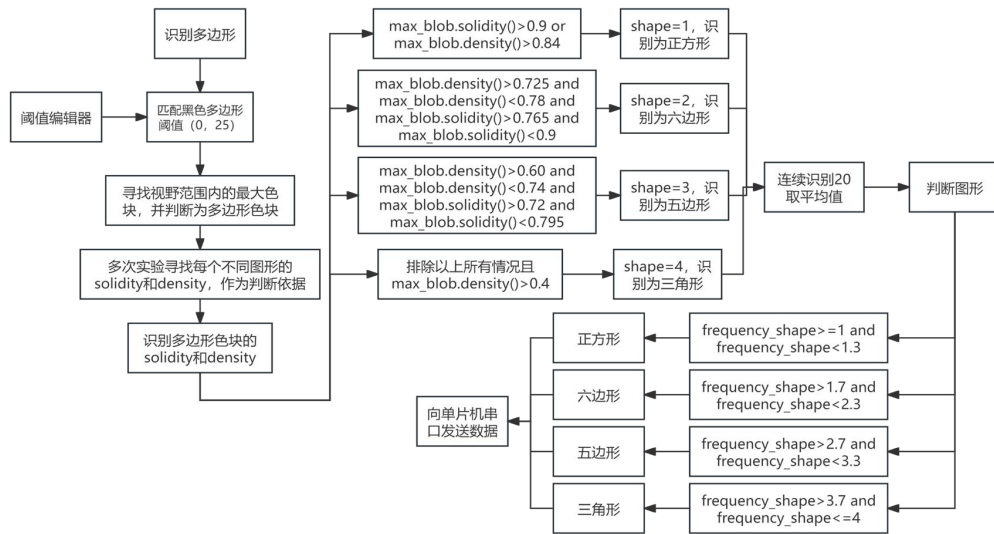 识别多边形
阈值编辑器
匹配黑色多边形
阈值（0，25）
寻找视野范围内的最大色
块，并判断为多边形色块
多次实验寻找每个不同图形的
solidity和density，作为判断依据
识别多边形色块的
solidity和density
max_blob.solidity()>0.9 or
max_blob.density()>0.84
shape=1，识
别为正方形
max_blob.density()>0.725 and
max_blob.density()<0.78 and
max_blob.solidity()>0.765 and
max_blob.solidity()<0.9
shape=2，识
别为六边形
max_blob.density()>0.60 and
max_blob.density()<0.74 and
max_blob.solidity()>0.72 and
max_blob.solidity()<0.795
shape=3，识
别为五边形
排除以上所有情况且
max_blob.density()>0.4
shape=4，识
别为三角形
连续识别20
取平均值
判断图形
frequency_shape>=1 and
frequency_shape<1.3
正方形
frequency_shape>1.7 and
frequency_shape<2.3
六边形
frequency_shape>2.7 and
frequency_shape<3.3
五边形
frequency_shape>3.7 and
frequency_shape<=4
三角形
向单片机串
口发送数据